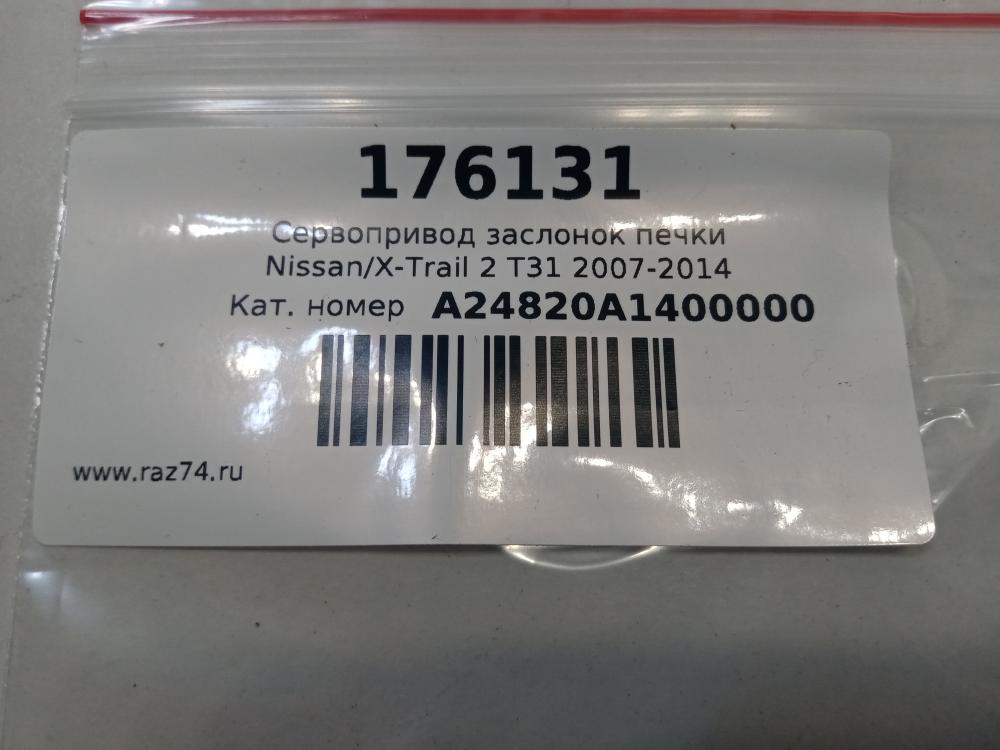 176131
Сервопривод заслонок печки
Nissan/X-Trail 2 T31 2007-2014
Кат. номер A24820A1400000
www.raz74.ru